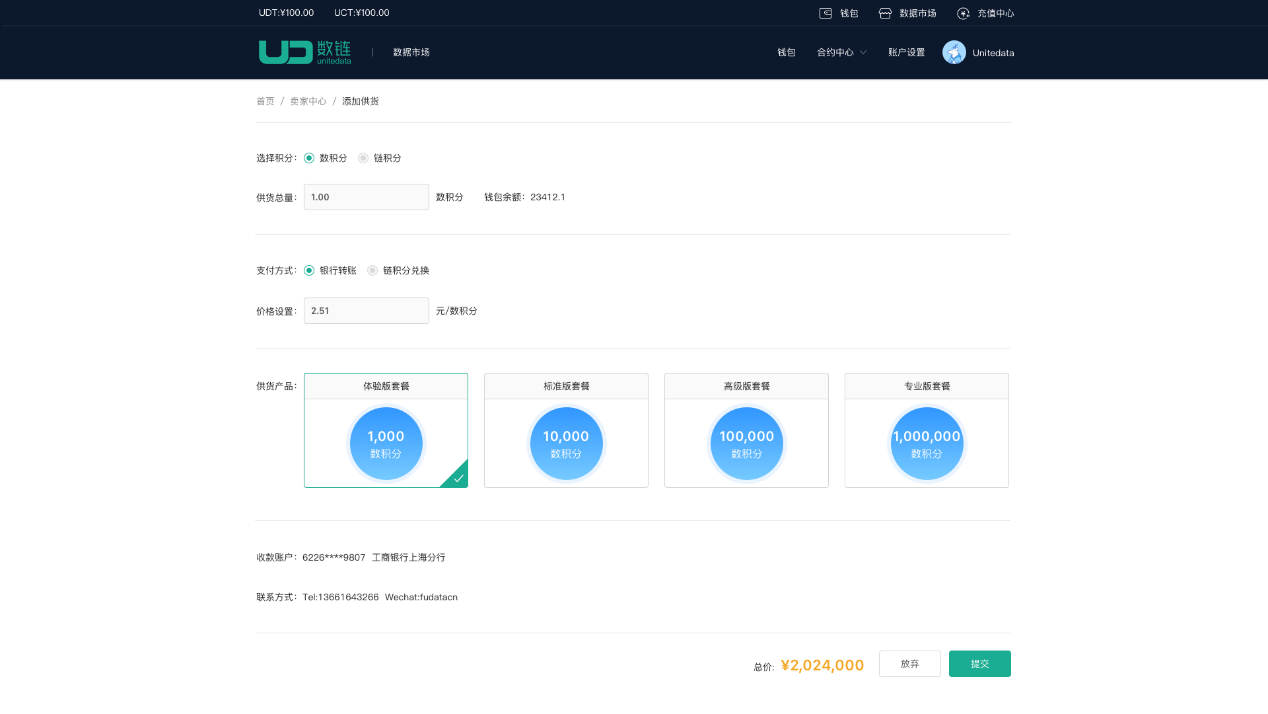 UDT:¥100.00 UCT:¥100.00 钱包 数据市场 充值中心
数链 unitedata | 数据市场 钱包 合约中心 账户设置 Unitedata
首页 / 卖家中心 / 添加供货
选择积分: 数积分 链积分
供货总量: 1.00 数积分 钱包余额: 23412.1
支付方式: 银行转账 链积分兑换
价格设置: 2.51 元/数积分
供货产品: 体验版套餐 标准版套餐 高级版套餐 专业版套餐
1,000 10,000 100,000 1,000,000
数积分 数积分 数积分 数积分
收款账户: 6226****9807 工商银行上海分行
联系方式: Tel:13661643266 Wechat:fudatacn
总价: ¥2,024,000 放弃 提交